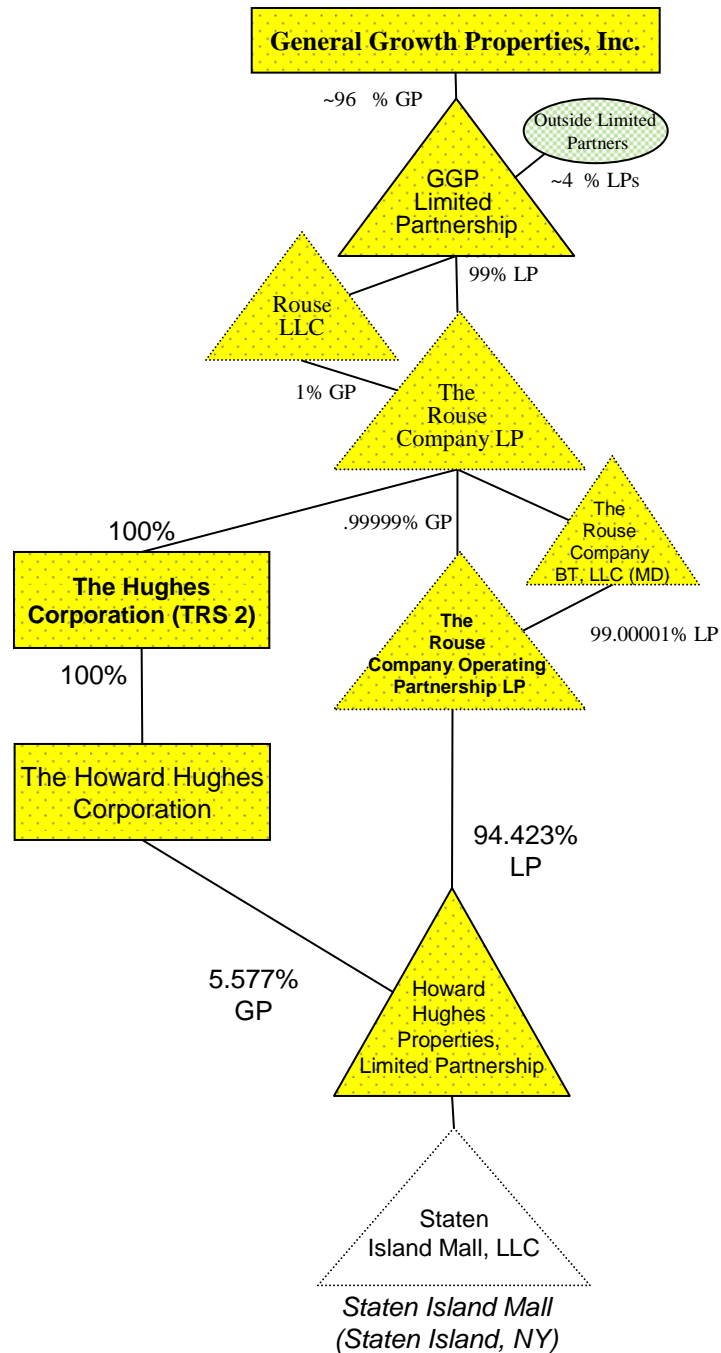 General Growth Properties, Inc.
~96 % GP
Outside Limited
Partners
~4 % LPs
GGP
Limited
Partnership
99% LP
Rouse
LLC
1% GP
The
Rouse
Company LP
100%
.99999% GP
The
Rouse
Company
BT, LLC (MD)
The Hughes
Corporation (TRS 2)
The
Rouse
Company Operating
Partnership LP
99.00001% LP
100%
The Howard Hughes
Corporation
94.423%
LP
5.577%
GP
Howard
Hughes
Properties,
Limited Partnership
Staten
Island Mall, LLC
Staten Island Mall
(Staten Island, NY)